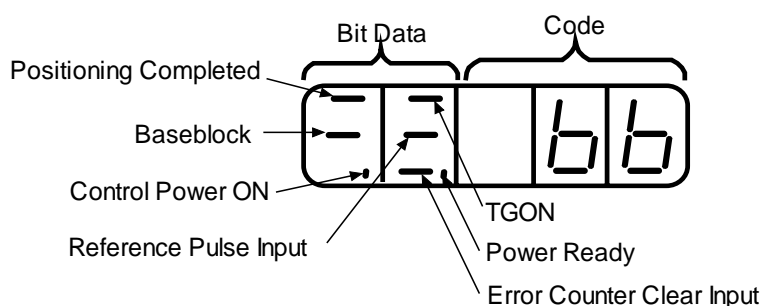 Bit Data
Code
Positioning Completed
Baseblock
bb
Control Power ON
TGON
Reference Pulse Input
Power Ready
Error Counter Clear Input